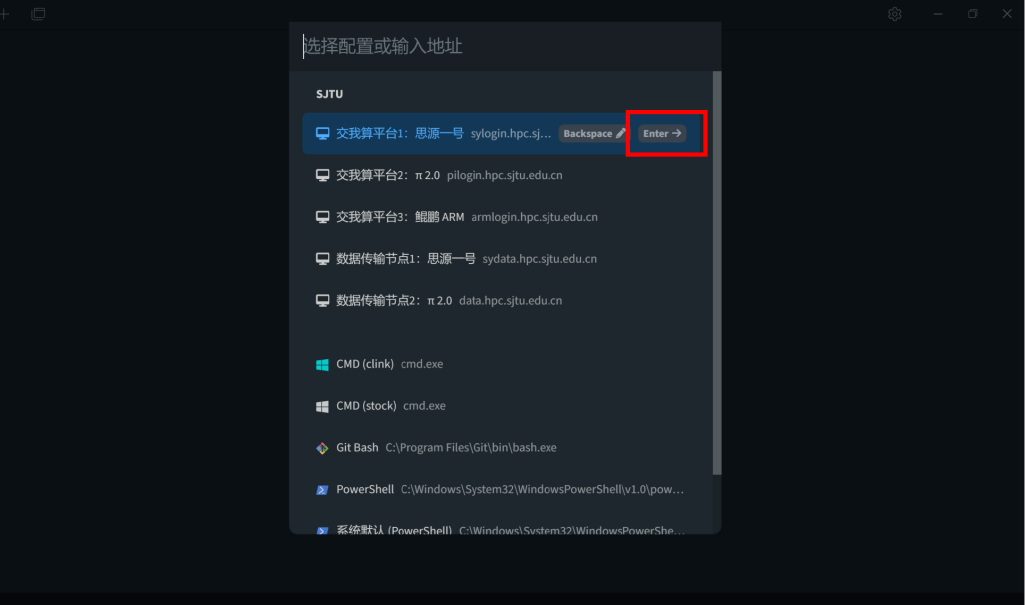 选择配置或输入地址
SJTU
交我算平台1：思源一号 sylogin.hpc.sj... Backspace Enter →
交我算平台2：π 2.0 pilogin.hpc.sjtu.edu.cn
交我算平台3：鲲鹏 ARM armlogin.hpc.sjtu.edu.cn
数据传输节点1：思源一号 sydata.hpc.sjtu.edu.cn
数据传输节点2：π 2.0 data.hpc.sjtu.edu.cn
CMD (clink) cmd.exe
CMD (stock) cmd.exe
Git Bash C:\Program Files\Git\bin\bash.exe
PowerShell C:\Windows\System32\WindowsPowerShell\v1.0\pow...
系统默认 (PowerShell) C:\Windows\System32\WindowsPowerShe...